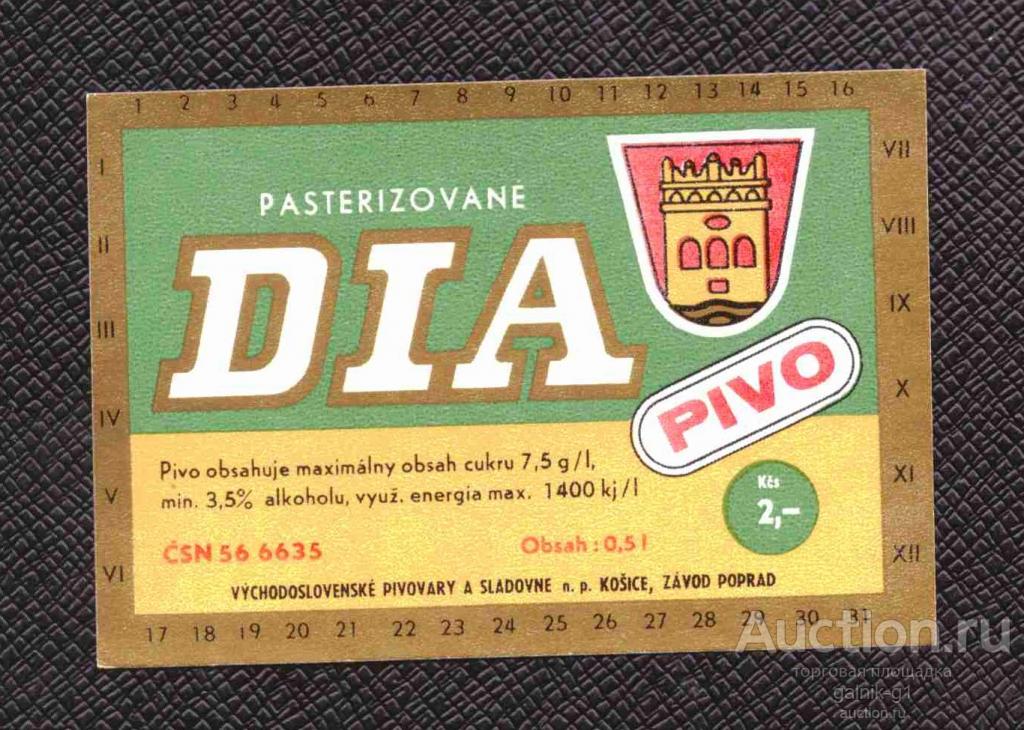 1 2 3 4 5 6 7 8 9 10 11 12 13 14 15 16
I
II
III
IV
V
VI
VII
VIII
IX
X
XI
XII
PASTERIZOVANÉ
DIA
PIVO
Pivo obsahuje maximálny obsah cukru 7,5 g/l,
min. 3,5% alkoholu, využ. energia max. 1400 kj/l
Kčs
2,–
ČSN 56 6635
Obsah : 0,5 l
VÝCHODOSLOVENSKÉ PIVOVARY A SLADOVNE n. p. KOŠICE, ZÁVOD POPRAD
17 18 19 20 21 22 23 24 25 26 27 28 29 30 31
Auction.ru
торговая площадка
galnik-g1
auction.ru